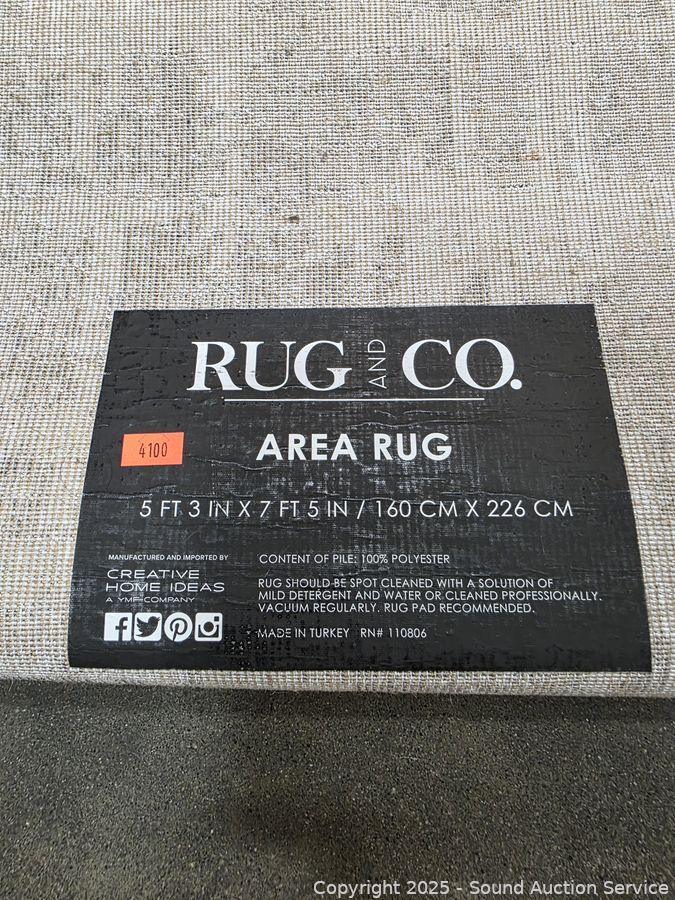 RUG AND CO.
4100
AREA RUG
5 FT 3 IN X 7 FT 5 IN / 160 CM X 226 CM
MANUFACTURED AND IMPORTED BY
CREATIVE
HOME IDEAS
A YMF COMPANY
CONTENT OF PILE: 100% POLYESTER
RUG SHOULD BE SPOT CLEANED WITH A SOLUTION OF
MILD DETERGENT AND WATER OR CLEANED PROFESSIONALLY.
VACUUM REGULARLY. RUG PAD RECOMMENDED.
MADE IN TURKEY RN# 110806
Copyright 2025 - Sound Auction Service